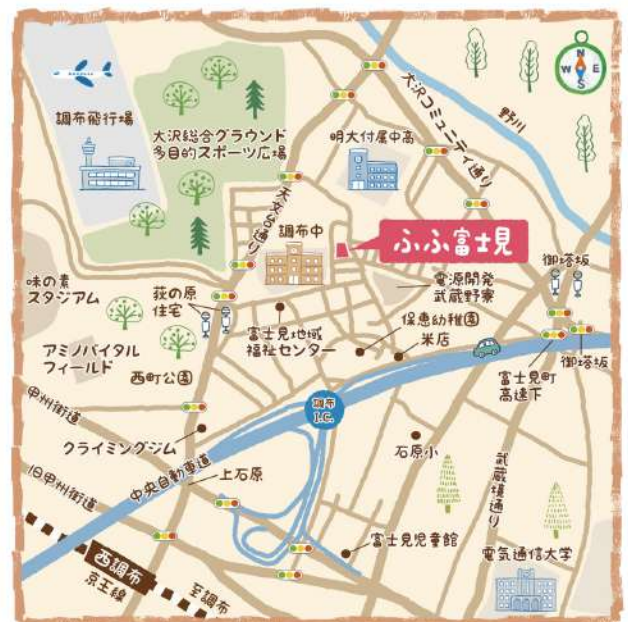 N
W E
S
調布飛行場
大沢総合グラウンド
多目的スポーツ広場
明大付属中高
大沢コミュニティ通り
野川
天文台通り
調布中
ふふ富士見
御塔坂
味の素
スタジアム
荻の原
住宅
電源開発
武蔵野寮
保恵幼稚園
米店
富士見地域
福祉センター
アミノバイタル
フィールド
西町公園
富士見町
高速下
御塔坂
甲州街道
調布
I.C.
クライミングジム
中央自動車道
上石原
石原小
武蔵境通り
旧甲州街道
富士見児童館
電気通信大学
西調布
京王線
至調布